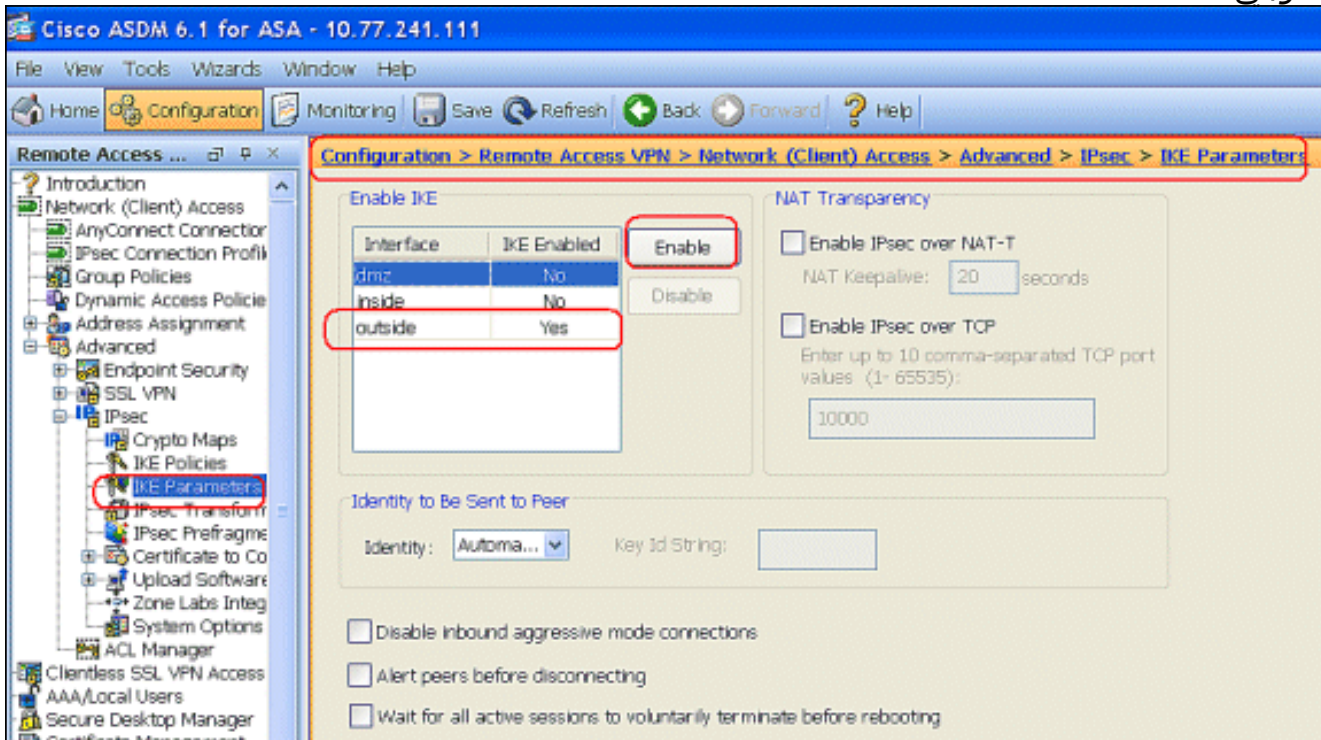 Cisco ASDM 6.1 for ASA - 10.77.241.111
File View Tools Wizards Window Help
Home Configuration Monitoring Save Refresh Back Forward Help
Remote Access ...
Introduction
Network (Client) Access
AnyConnect Connection
IPsec Connection Profil
Group Policies
Dynamic Access Policie
Address Assignment
Advanced
Endpoint Security
SSL VPN
IPsec
Crypto Maps
IKE Policies
IKE Parameters
IPsec Transform
IPsec Prefragme
Certificate to Co
Upload Software
Zone Labs Integ
System Options
ACL Manager
Clientless SSL VPN Access
AAA/Local Users
Secure Desktop Manager
Configuration > Remote Access VPN > Network (Client) Access > Advanced > IPsec > IKE Parameters
Enable IKE
Interface IKE Enabled
dmz No
inside No
outside Yes
Enable
Disable
NAT Transparency
Enable IPsec over NAT-T
NAT Keepalive: 20 seconds
Enable IPsec over TCP
Enter up to 10 comma-separated TCP port
values (1- 65535):
10000
Identity to Be Sent to Peer
Identity: Automa... Key Id String:
Disable inbound aggressive mode connections
Alert peers before disconnecting
Wait for all active sessions to voluntarily terminate before rebooting